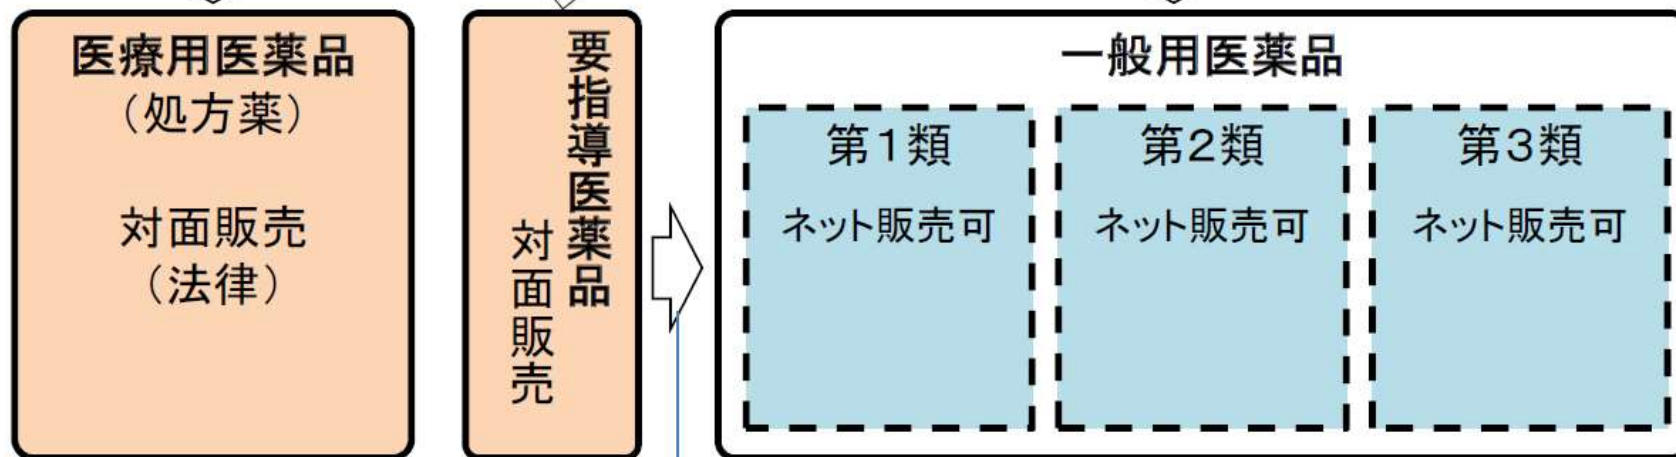 医療用医薬品
（処方薬）
対面販売
（法律）
要指導医薬品
対面販売
一般用医薬品
第１類
ネット販売可
第２類
ネット販売可
第３類
ネット販売可